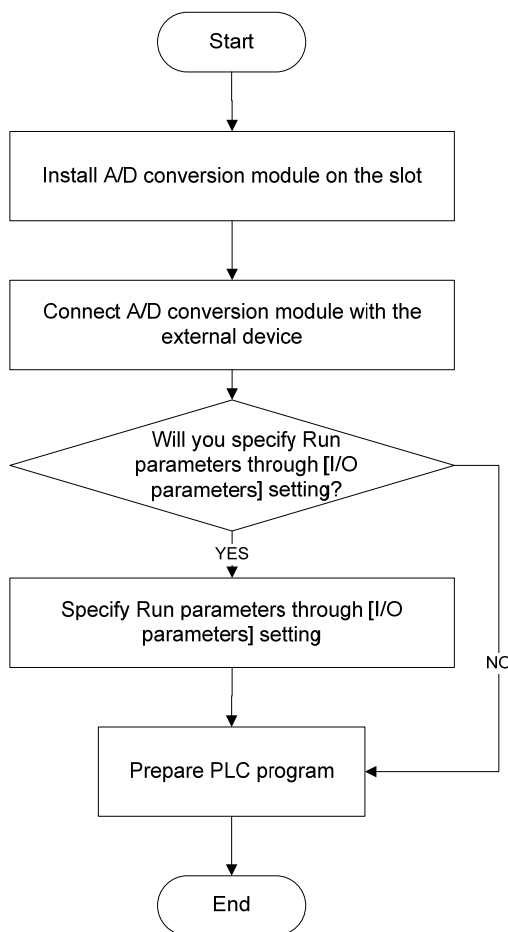 Start
Install A/D conversion module on the slot
Connect A/D conversion module with the
external device
Will you specify Run
parameters through [I/O
parameters] setting?
YES
Specify Run parameters through [I/O
parameters] setting
NO
Prepare PLC program
End